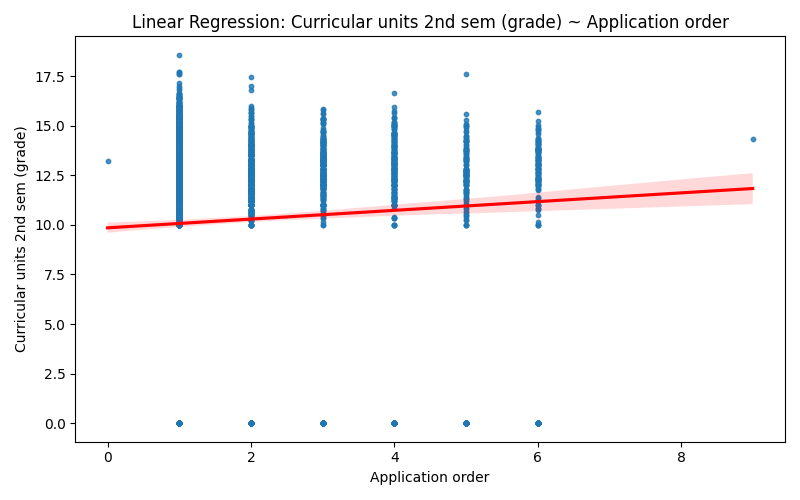 Linear Regression: Curricular units 2nd sem (grade) ~ Application order
17.5
15.0
12.5
10.0
7.5
5.0
2.5
0.0
Curricular units 2nd sem (grade)
0 2 4 6 8
Application order